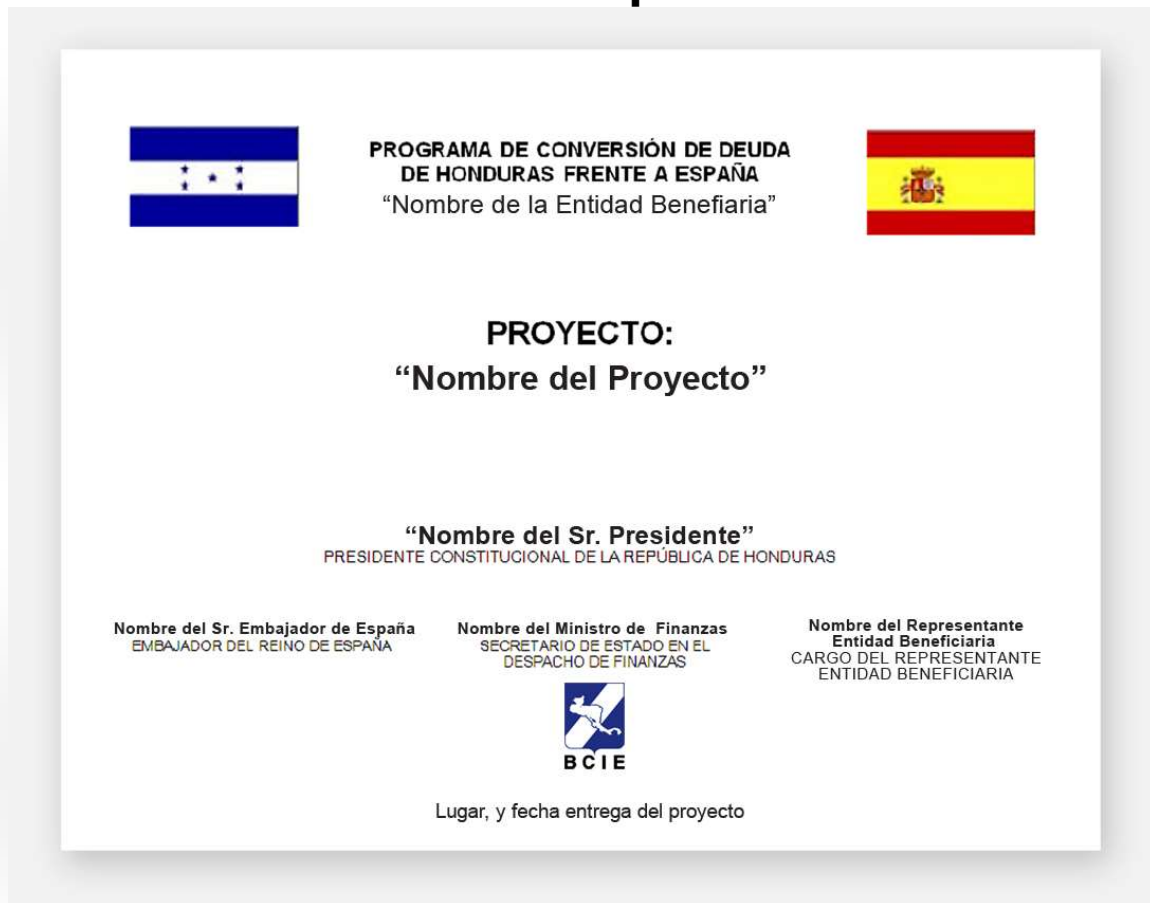 PROGRAMA DE CONVERSIÓN DE DEUDA
DE HONDURAS FRENTE A ESPAÑA
“Nombre de la Entidad Benefiaria”
PROYECTO:
“Nombre del Proyecto”
“Nombre del Sr. Presidente”
PRESIDENTE CONSTITUCIONAL DE LA REPÚBLICA DE HONDURAS
Nombre del Sr. Embajador de España
EMBAJADOR DEL REINO DE ESPAÑA
Nombre del Ministro de Finanzas
SECRETARIO DE ESTADO EN EL
DESPACHO DE FINANZAS
Nombre del Representante
Entidad Beneficiaria
CARGO DEL REPRESENTANTE
ENTIDAD BENEFICIARIA
BCIE
Lugar, y fecha entrega del proyecto